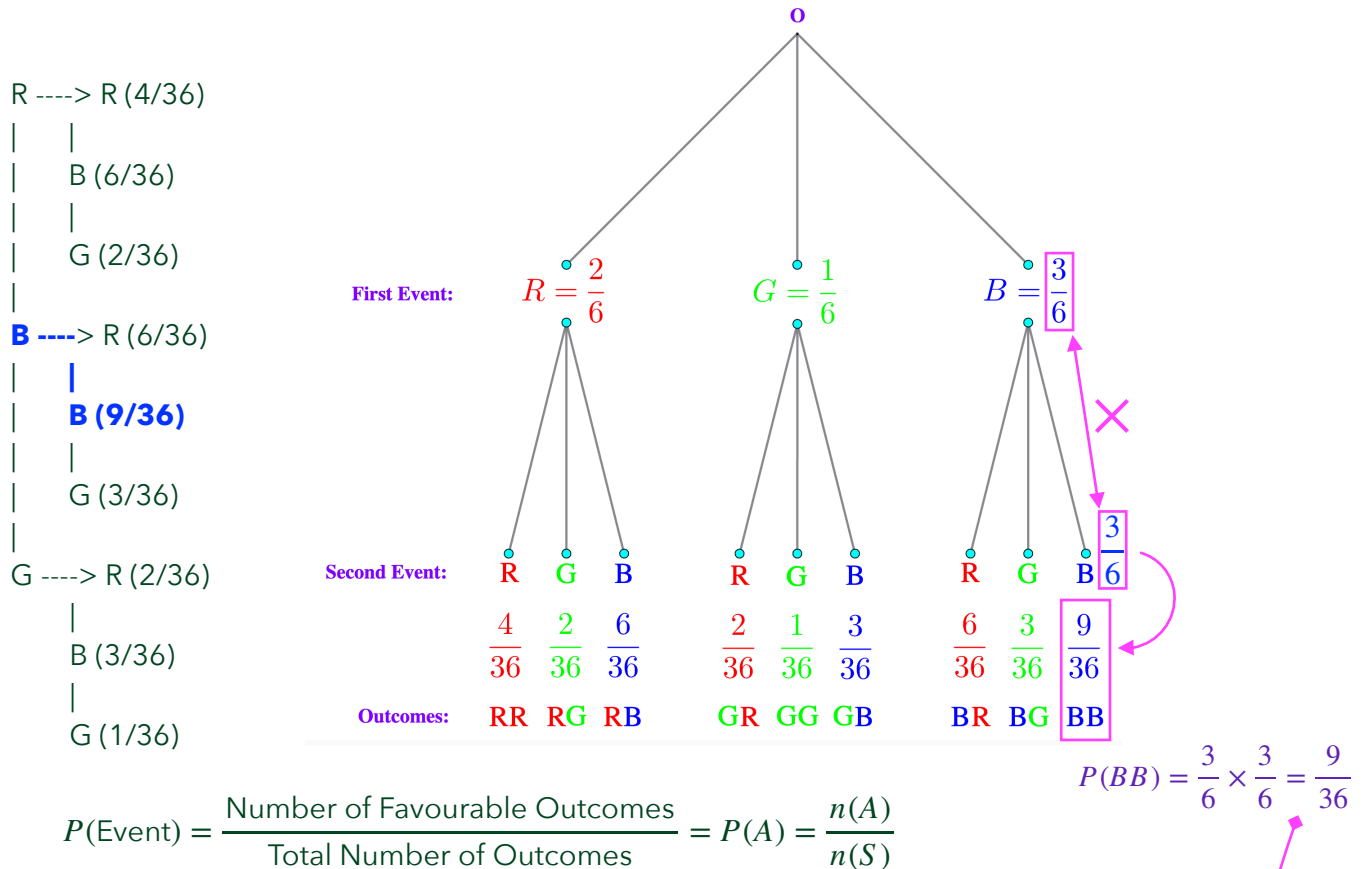 R ----> R (4/36)
| |
| B (6/36)
| |
| G (2/36)
|
B ----> R (6/36)
| |
| B (9/36)
| |
| G (3/36)
|
G ----> R (2/36)
|
B (3/36)
|
G (1/36)
O
First Event: R = 2/6 G = 1/6 B = 3/6
×
Second Event: R G B R G B R G B 3/6
4/36 2/36 6/36 2/36 1/36 3/36 6/36 3/36 9/36
Outcomes: RR RG RB GR GG GB BR BG BB
P(BB) = 3/6 × 3/6 = 9/36
P(Event) = Number of Favourable Outcomes / Total Number of Outcomes = P(A) = n(A)/n(S)